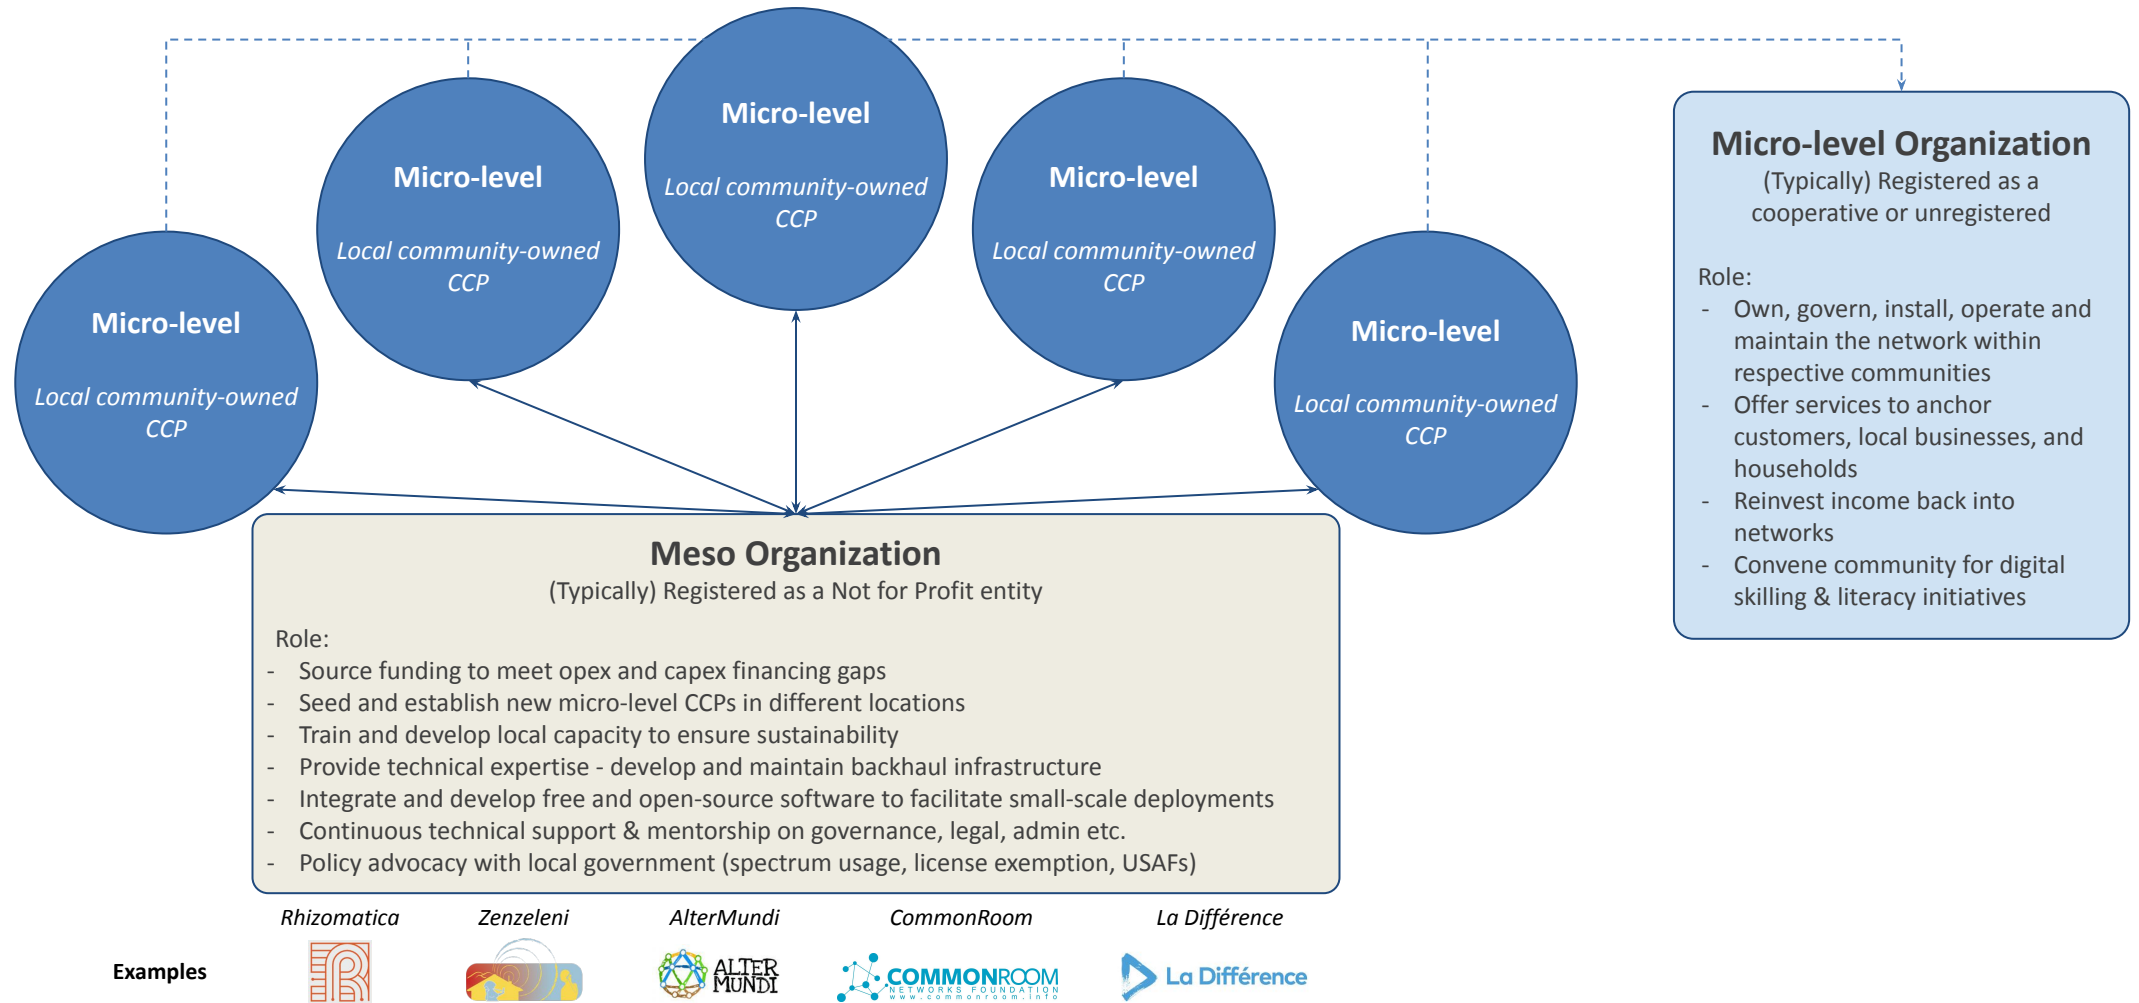 Micro-level
Local community-owned
CCP
Micro-level
Local community-owned
CCP
Micro-level
Local community-owned
CCP
Micro-level
Local community-owned
CCP
Micro-level
Local community-owned
CCP
Micro-level Organization
(Typically) Registered as a
cooperative or unregistered
Role:
- Own, govern, install, operate and
maintain the network within
respective communities
- Offer services to anchor
customers, local businesses, and
households
- Reinvest income back into
networks
- Convene community for digital
skilling & literacy initiatives
Meso Organization
(Typically) Registered as a Not for Profit entity
Role:
- Source funding to meet opex and capex financing gaps
- Seed and establish new micro-level CCPs in different locations
- Train and develop local capacity to ensure sustainability
- Provide technical expertise - develop and maintain backhaul infrastructure
- Integrate and develop free and open-source software to facilitate small-scale deployments
- Continuous technical support & mentorship on governance, legal, admin etc.
- Policy advocacy with local government (spectrum usage, license exemption, USAFs)
Rhizomatica Zenzeleni AlterMundi CommonRoom La Différence
Examples
ALTER
MUNDI
COMMONROOM
NETWORKS FOUNDATION
www.commonroom.info
La Différence